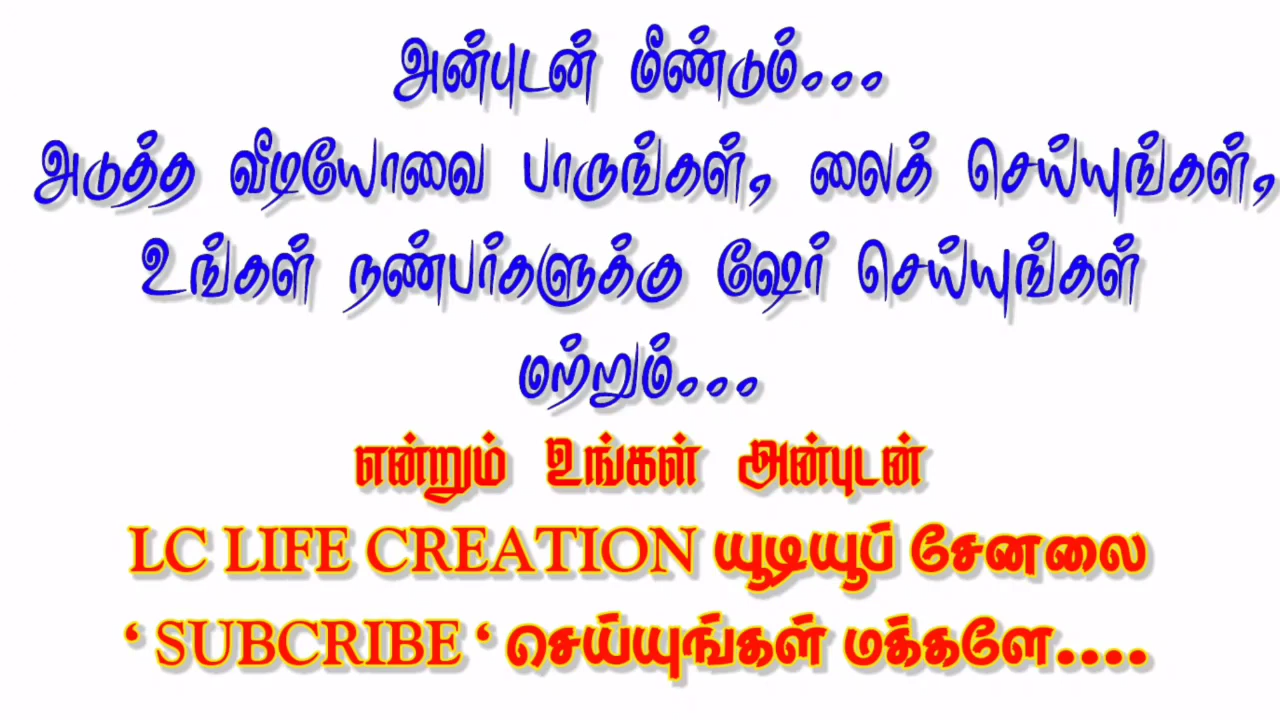 அன்புடன் மீண்டும்...
அடுத்த வீடியோவை பாருங்கள், லைக் செய்யுங்கள்,
உங்கள் நண்பர்களுக்கு ஷேர் செய்யுங்கள்
மற்றும்...
என்றும் உங்கள் அன்புடன்
LC LIFE CREATION யூடியூப் சேனலை
‘ SUBCRIBE ‘ செய்யுங்கள் மக்களே....